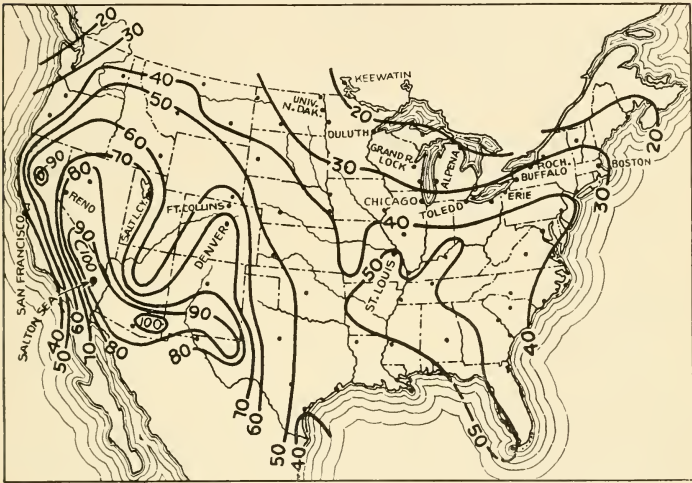 20
30
KEEWATIN
40
UNIV.
N. DAK.
50
20
DULUTH
20
GRAND R.
LOCK
ALPENA
60
70
30
ROCH.
BUFFALO
BOSTON
90
80
RENO
SALT L. CY.
FT. COLLINS
CHICAGO
TOLEDO
ERIE
30
40
DENVER
SAN FRANCISCO
90
100
50
ST. LOUIS
SALTON SEA
100
90
40
50
60
70
80
80
40
70
60
50
40
50